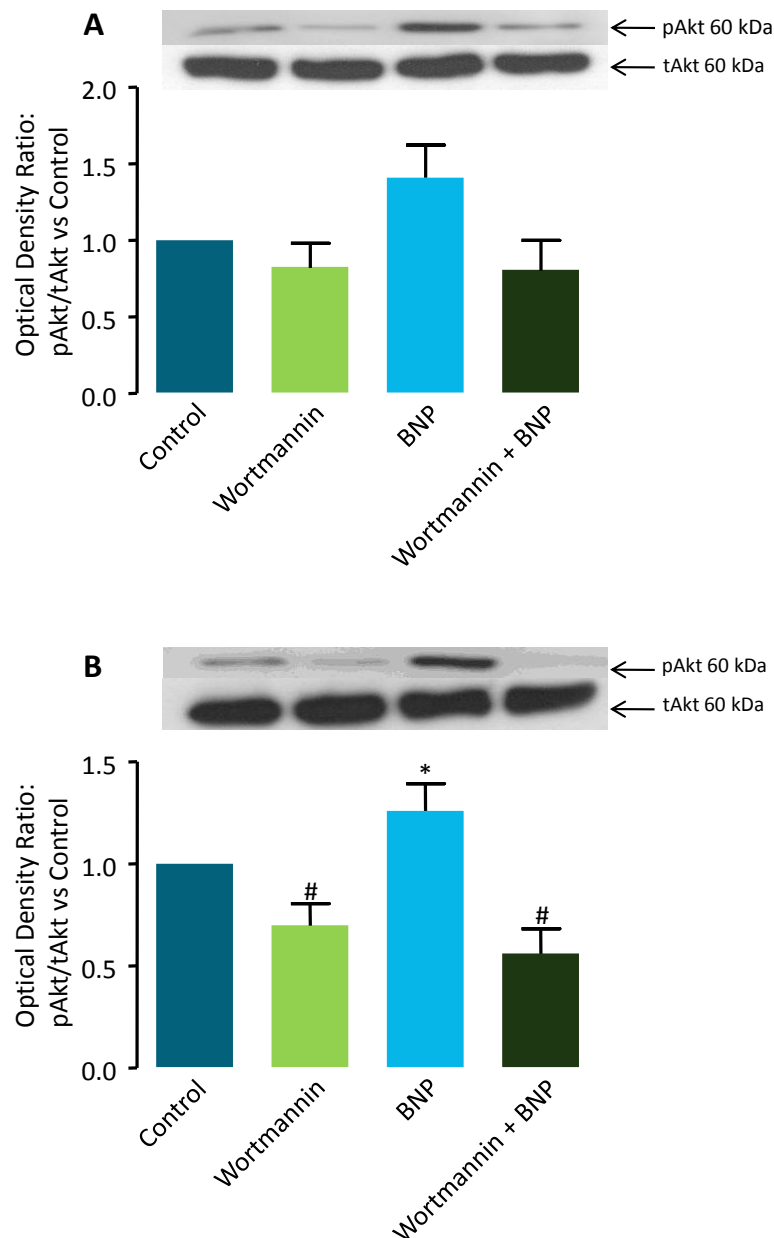 A
pAkt 60 kDa
tAkt 60 kDa
Optical Density Ratio:
pAkt/tAkt vs Control
2.0
1.5
1.0
0.5
0.0
Control
Wortmannin
BNP
Wortmannin + BNP
B
pAkt 60 kDa
tAkt 60 kDa
Optical Density Ratio:
pAkt/tAkt vs Control
1.5
1.0
0.5
0.0
#
*
#
Control
Wortmannin
BNP
Wortmannin + BNP